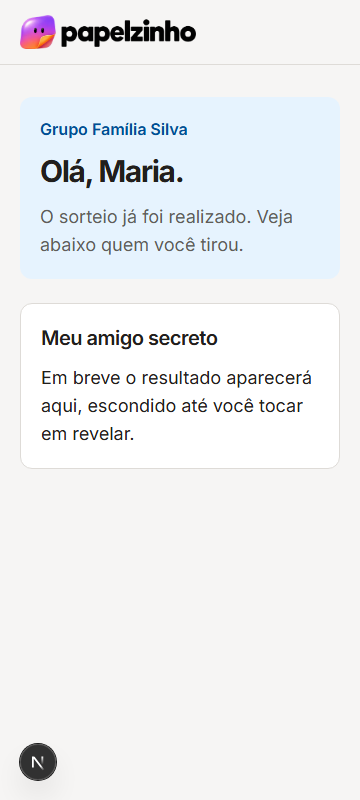 papelzinho
Grupo Família Silva
Olá, Maria.
O sorteio já foi realizado. Veja
abaixo quem você tirou.
Meu amigo secreto
Em breve o resultado aparecerá
aqui, escondido até você tocar
em revelar.
N